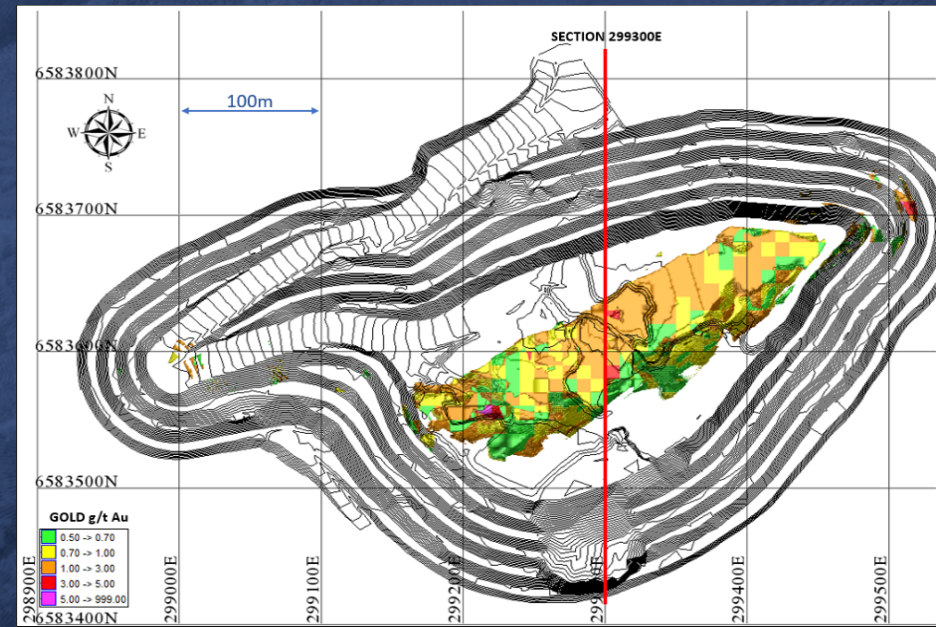 SECTION 299300E
6583800N
100m
N
W
E
S
6583700N
6583600N
6583500N
GOLD g/t Au
0.50 -> 0.70
0.70 -> 1.00
1.00 -> 3.00
3.00 -> 5.00
5.00 -> 999.00
298900E
299000E
299100E
299200E
299400E
299500E
6583400N